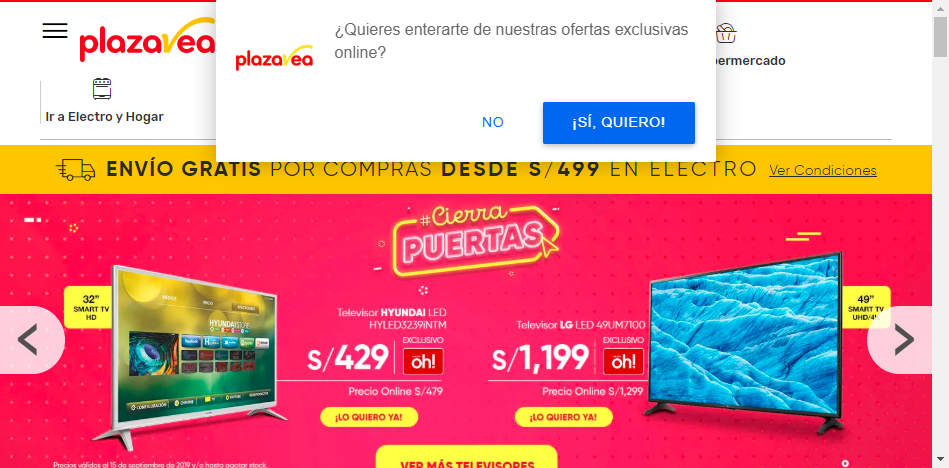 plazavea
¿Quieres enterarte de nuestras ofertas exclusivas
online?
plazavea
NO
¡SÍ, QUIERO!
permercado
Ir a Electro y Hogar
ENVÍO GRATIS POR COMPRAS DESDE S/499 EN ELECTRO Ver Condiciones
#Cierra
PUERTAS
32”
SMART TV
HD
Televisor HYUNDAI LED
HYLED3239iNTM
S/429
EXCLUSIVO
oh!
Precio Online S/479
¡LO QUIERO YA!
Televisor LG LED 49UM7100
S/1,199
EXCLUSIVO
oh!
Precio Online S/1,299
¡LO QUIERO YA!
49”
SMART TV
UHD/4K
HYUNDAI
VER MÁS TELEVISORES
Precios válidos al 15 de septiembre de 2019 y/o hasta agotar stock.